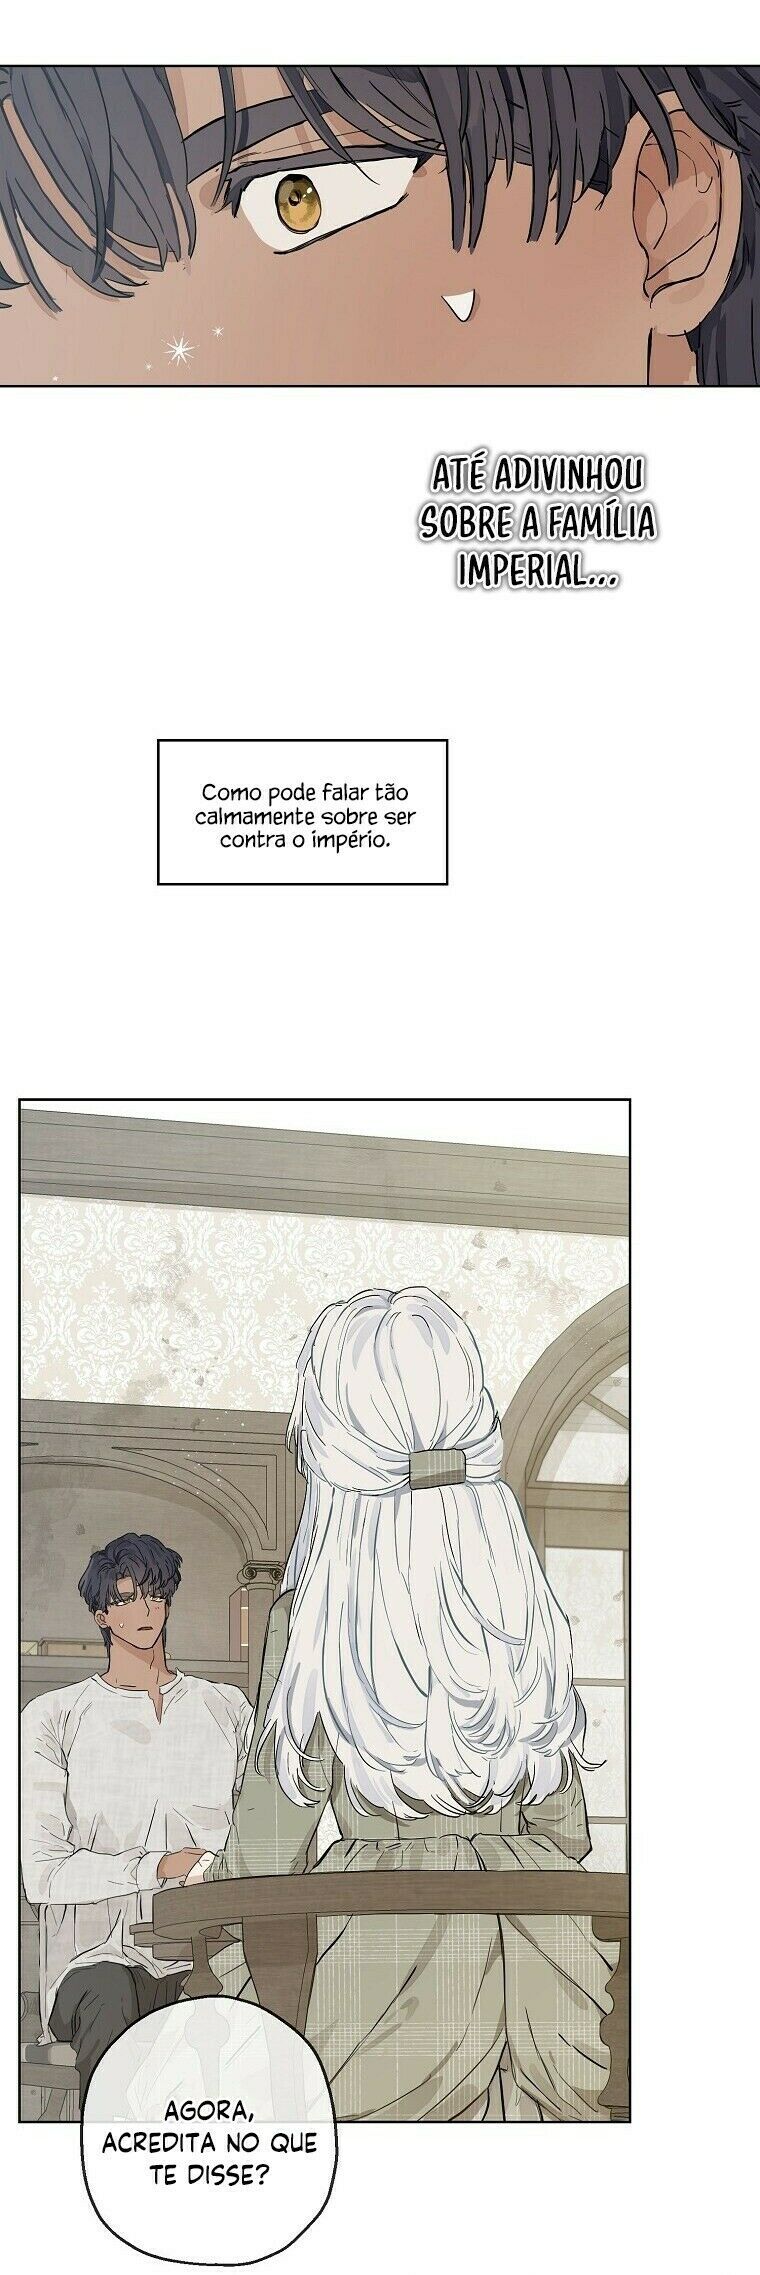 ATÉ ADIVINHOU
SOBRE A FAMÍLIA
IMPERIAL...
Como pode falar tão
calmamente sobre ser
contra o império.
AGORA,
ACREDITA NO QUE
TE DISSE?